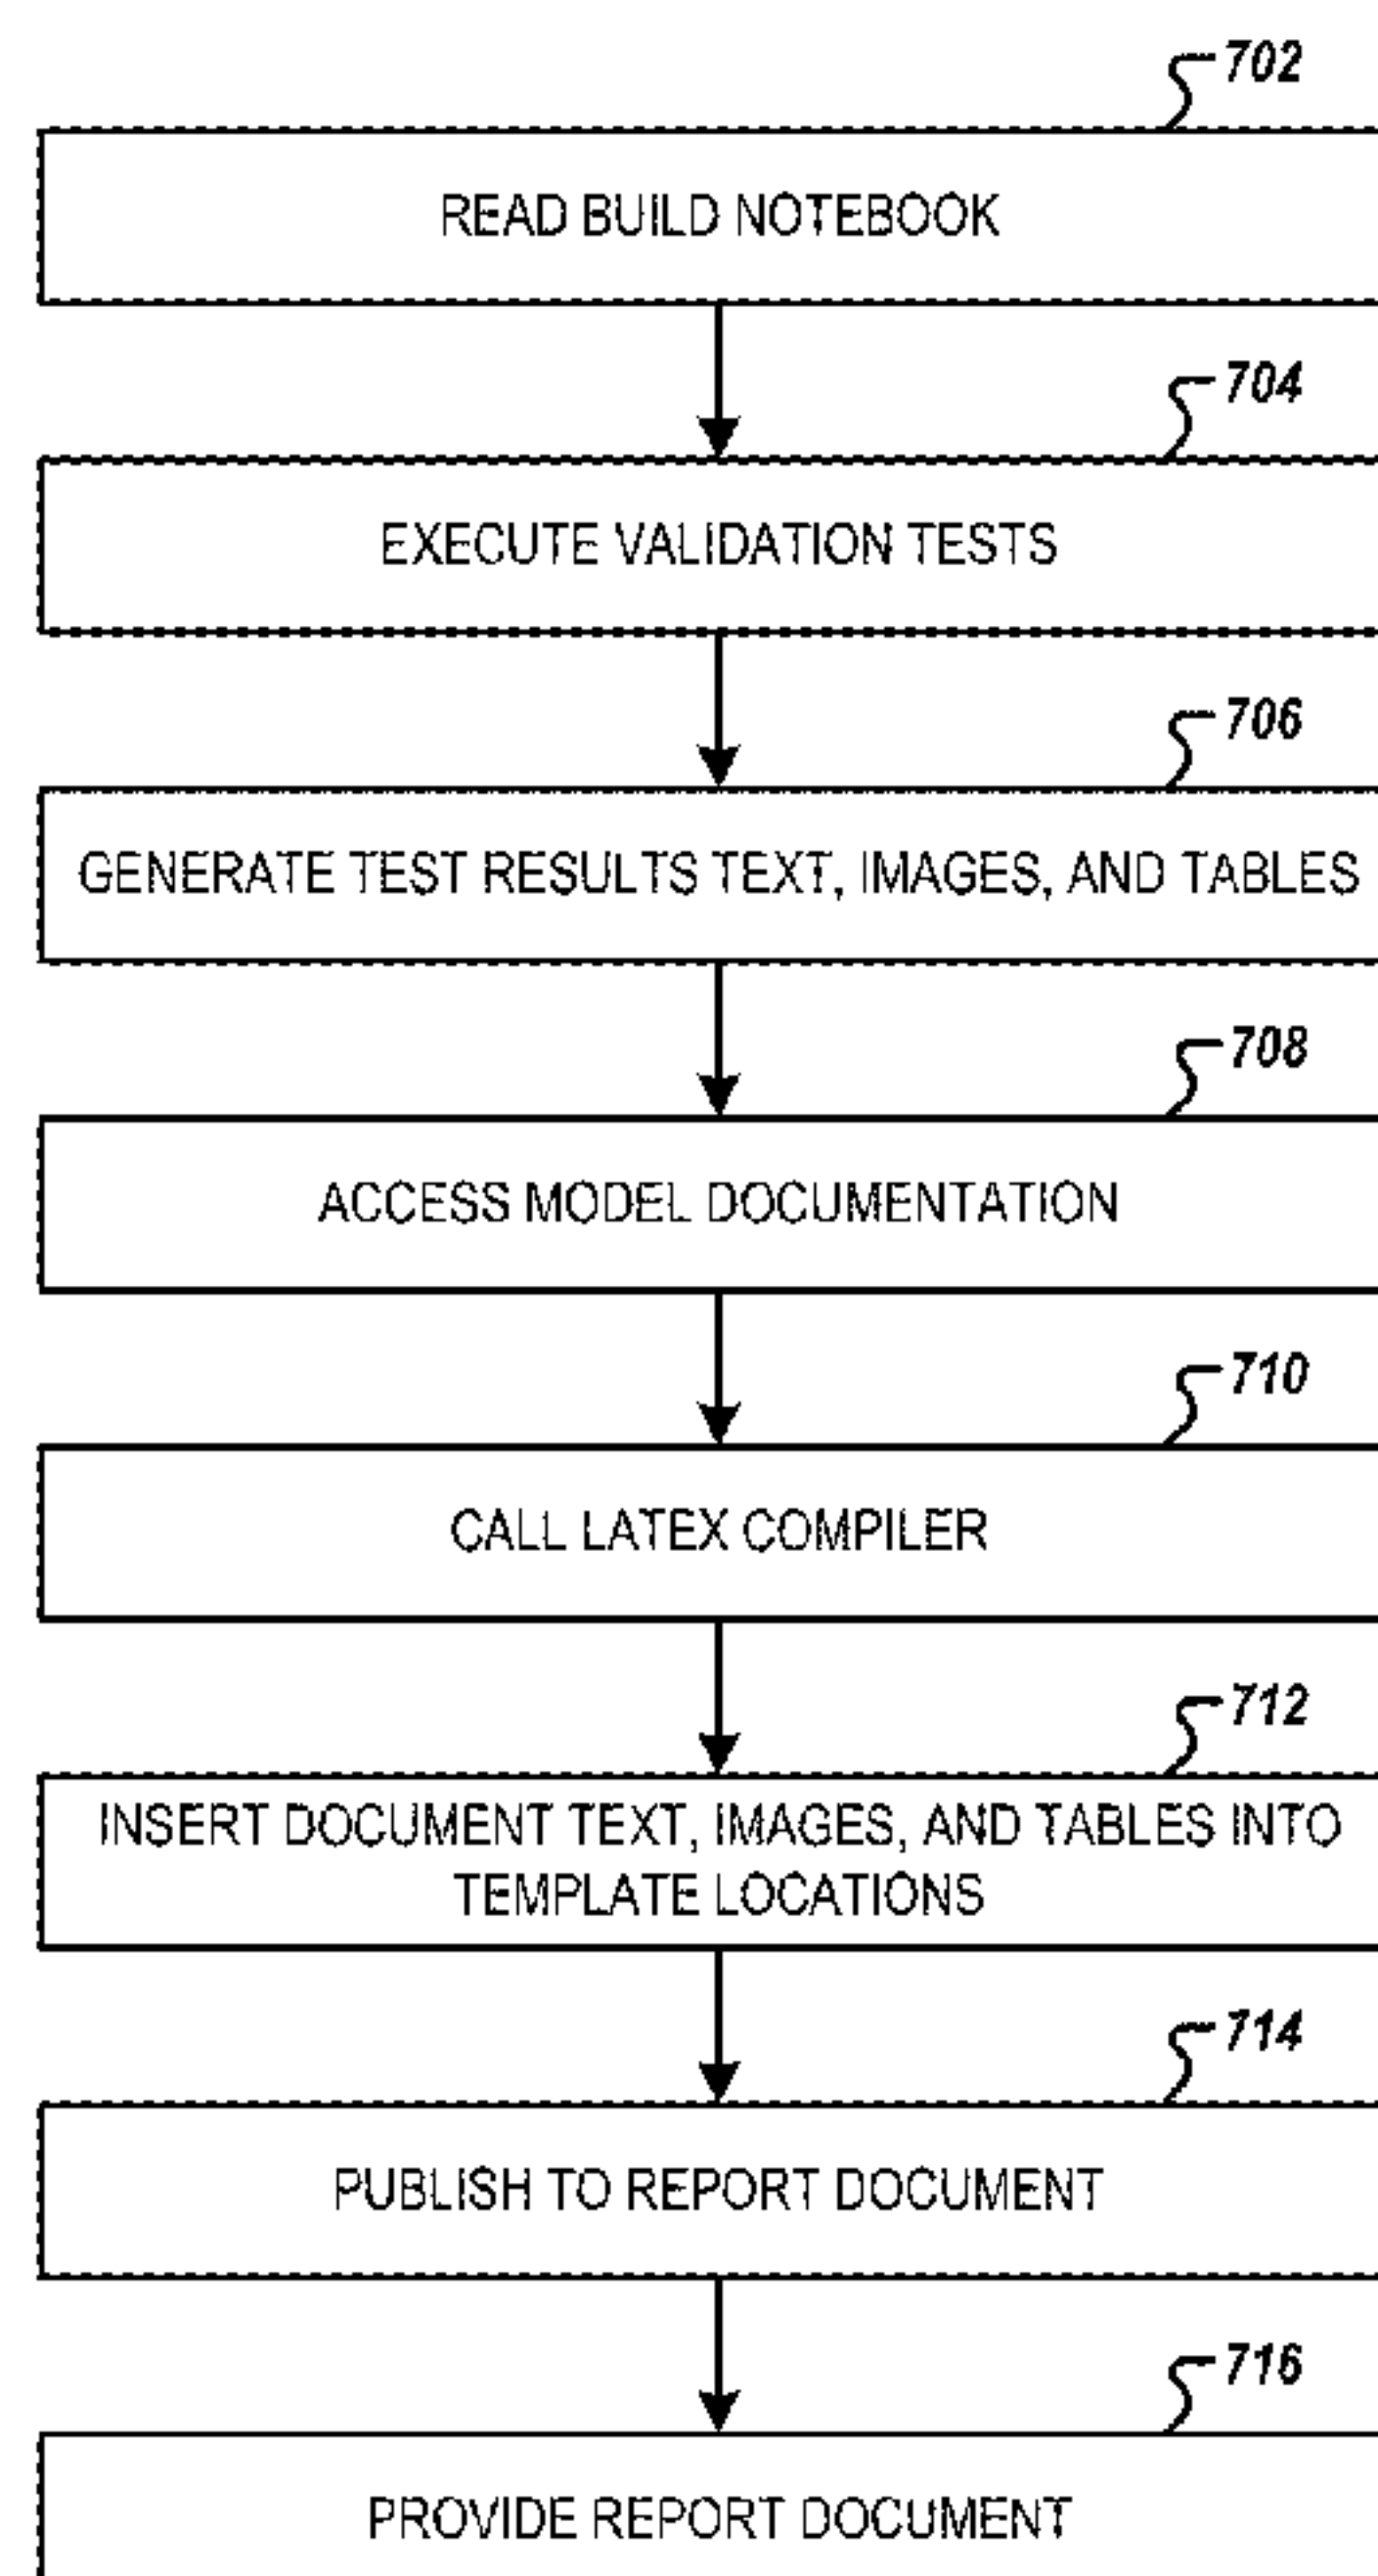 702
READ BUILD NOTEBOOK
704
EXECUTE VALIDATION TESTS
706
GENERATE TEST RESULTS TEXT, IMAGES, AND TABLES
708
ACCESS MODEL DOCUMENTATION
710
CALL LATEX COMPILER
712
INSERT DOCUMENT TEXT, IMAGES, AND TABLES INTO
TEMPLATE LOCATIONS
714
PUBLISH TO REPORT DOCUMENT
716
PROVIDE REPORT DOCUMENT